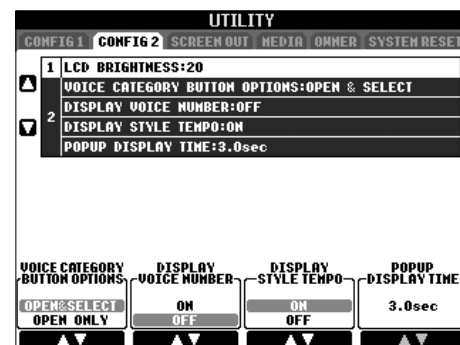 UTILITY
CONFIG 1 CONFIG 2 SCREEN OUT MEDIA OWNER SYSTEM RESET
1 LCD BRIGHTNESS:20
2 VOICE CATEGORY BUTTON OPTIONS:OPEN & SELECT
DISPLAY VOICE NUMBER:OFF
DISPLAY STYLE TEMPO:ON
POPUP DISPLAY TIME:3.0sec
VOICE CATEGORY BUTTON OPTIONS
DISPLAY VOICE NUMBER
DISPLAY STYLE TEMPO
POPUP DISPLAY TIME
OPEN&SELECT ON ON 3.0sec
OPEN ONLY OFF OFF